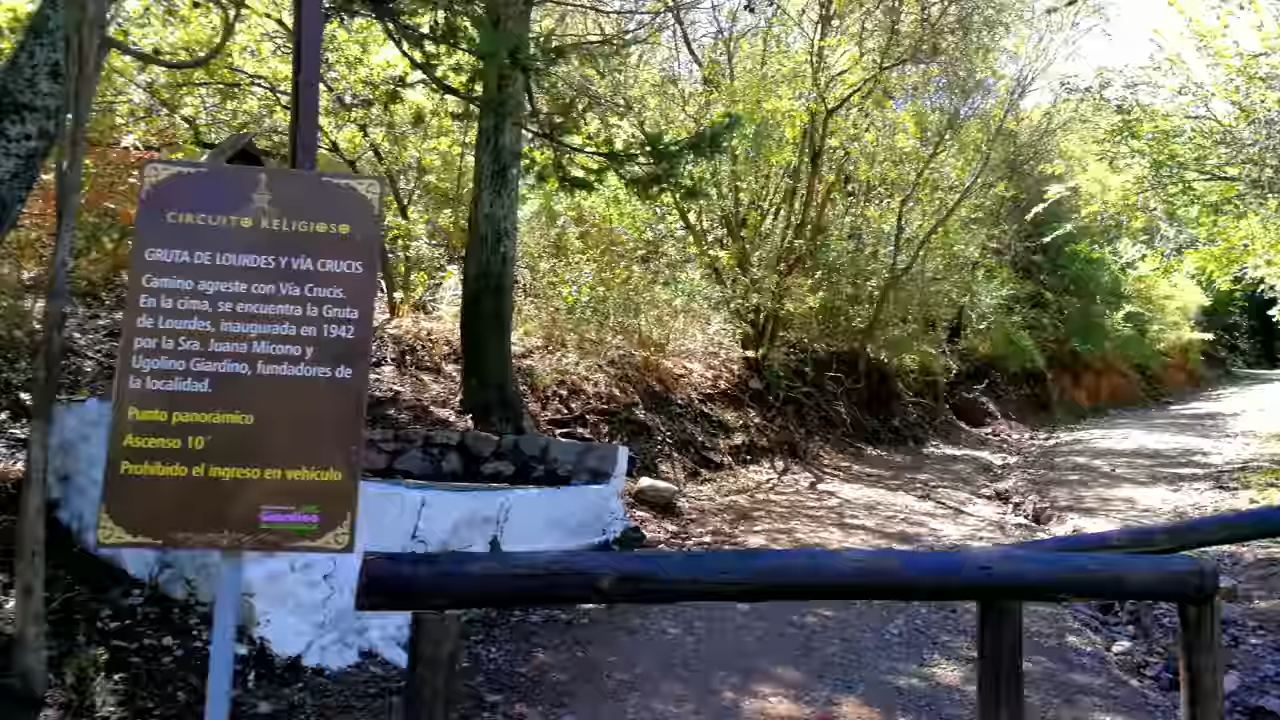 CIRCUITO RELIGIOSO
GRUTA DE LOURDES Y VÍA CRUCIS
Camino agreste con Vía Crucis.
En la cima, se encuentra la Gruta
de Lourdes, inaugurada en 1942
por la Sra. Juana Micono y
Ugolino Giardino, fundadores de
la localidad.
Punto panorámico
Ascenso 10´
Prohibido el ingreso en vehículo
Giardino